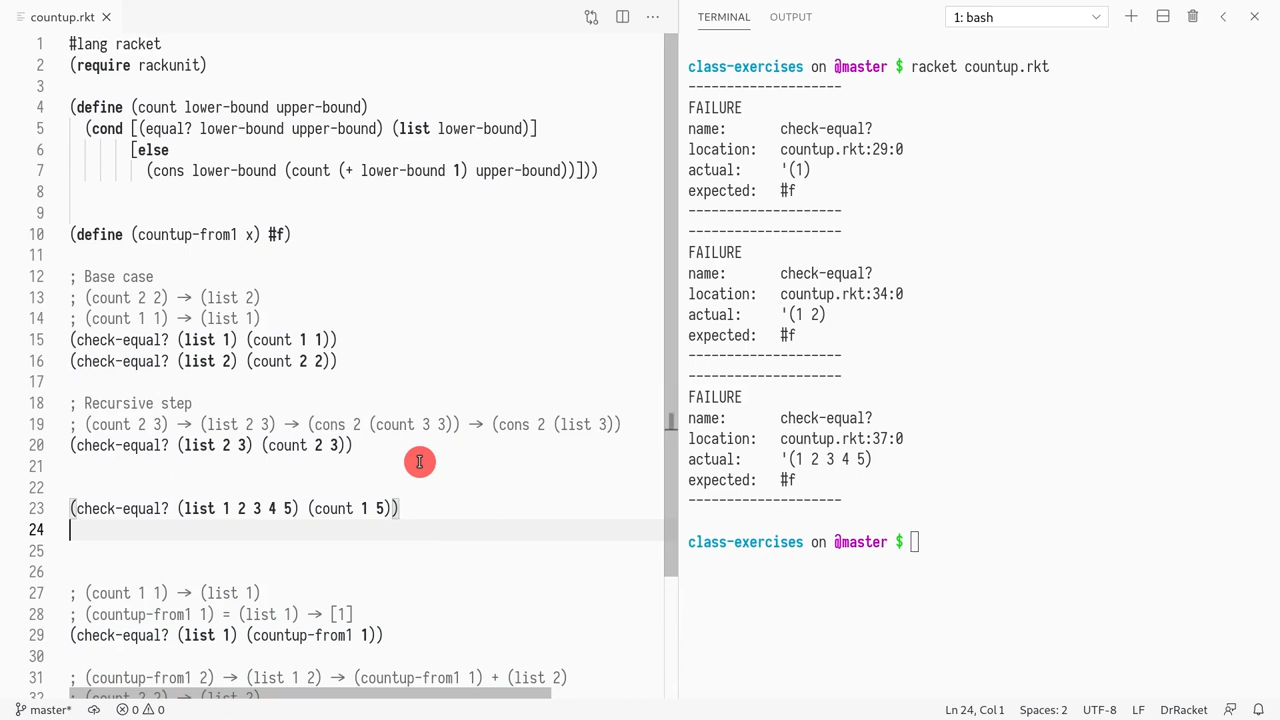 countup.rkt
1 #lang racket
2 (require rackunit)
3
4 (define (count lower-bound upper-bound)
5 (cond [(equal? lower-bound upper-bound) (list lower-bound)]
6 [else
7 (cons lower-bound (count (+ lower-bound 1) upper-bound))]))
8
9
10 (define (countup-from1 x) #f)
11
12 ; Base case
13 ; (count 2 2) → (list 2)
14 ; (count 1 1) → (list 1)
15 (check-equal? (list 1) (count 1 1))
16 (check-equal? (list 2) (count 2 2))
17
18 ; Recursive step
19 ; (count 2 3) → (list 2 3) → (cons 2 (count 3 3)) → (cons 2 (list 3))
20 (check-equal? (list 2 3) (count 2 3))
21
22
23 (check-equal? (list 1 2 3 4 5) (count 1 5))
24
25
26
27 ; (count 1 1) → (list 1)
28 ; (countup-from1 1) = (list 1) → [1]
29 (check-equal? (list 1) (countup-from1 1))
30
31 ; (countup-from1 2) → (list 1 2) → (countup-from1 1) + (list 2)
32 ; (count 2 2) → (list 2)
TERMINAL OUTPUT 1: bash
class-exercises on @master $ racket countup.rkt
--------------------
FAILURE
name: check-equal?
location: countup.rkt:29:0
actual: '(1)
expected: #f
--------------------
--------------------
FAILURE
name: check-equal?
location: countup.rkt:34:0
actual: '(1 2)
expected: #f
--------------------
--------------------
FAILURE
name: check-equal?
location: countup.rkt:37:0
actual: '(1 2 3 4 5)
expected: #f
--------------------
class-exercises on @master $
master* 0 0 Ln 24, Col 1 Spaces: 2 UTF-8 LF DrRacket